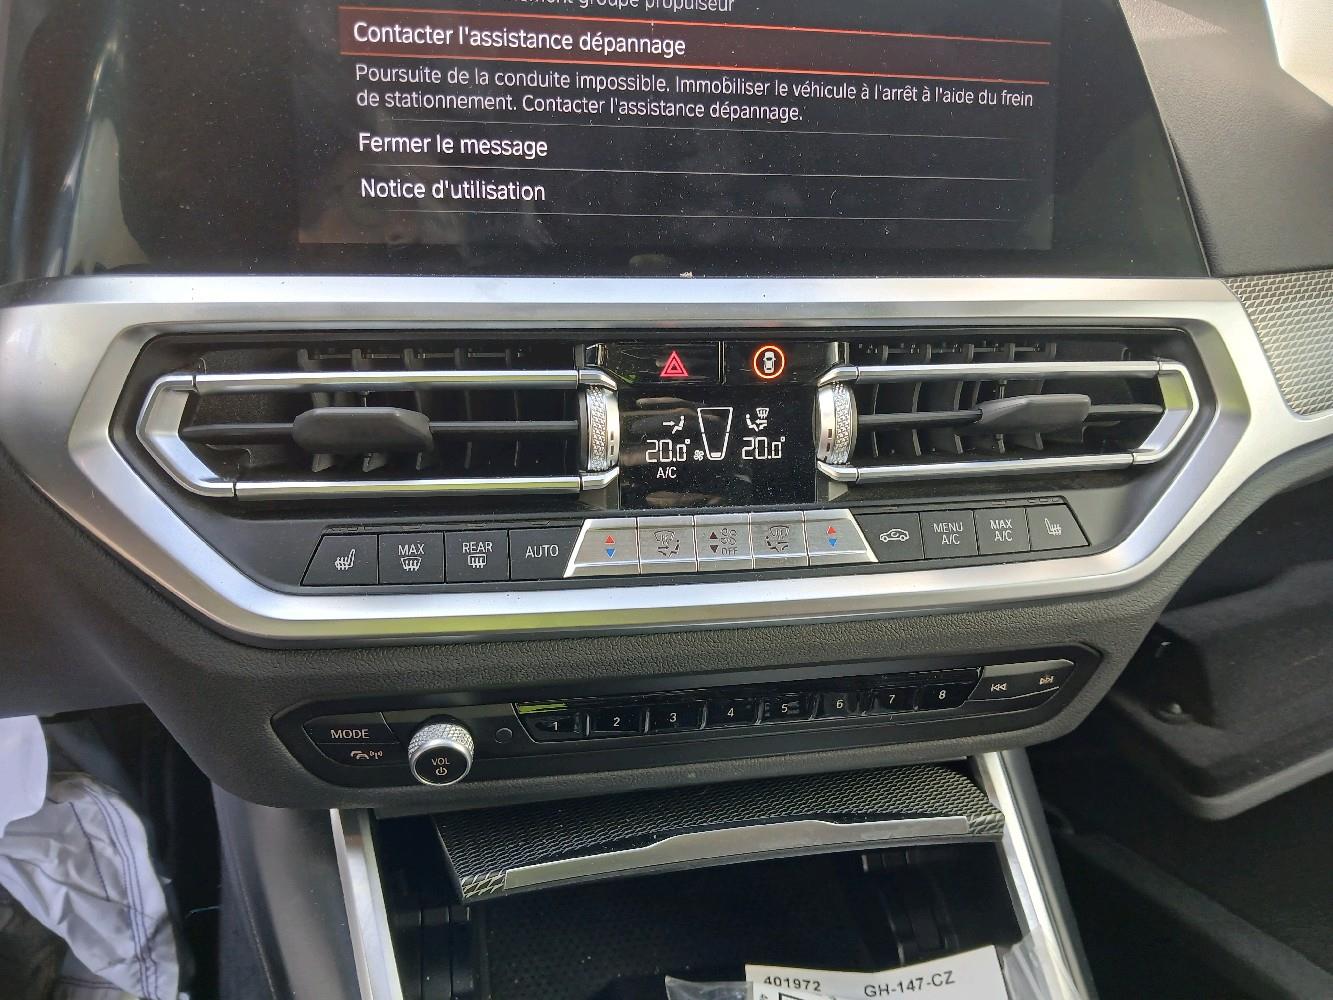 groupe propulseur
Contacter l'assistance dépannage
Poursuite de la conduite impossible. Immobiliser le véhicule à l'arrêt à l'aide du frein
de stationnement. Contacter l'assistance dépannage.
Fermer le message
Notice d'utilisation
20.0° 20.0°
A/C
MAX
REAR
AUTO
OFF
MENU
A/C
MAX
A/C
MODE
VOL
1 2 3 4 5 6 7 8
401972 GH-147-CZ